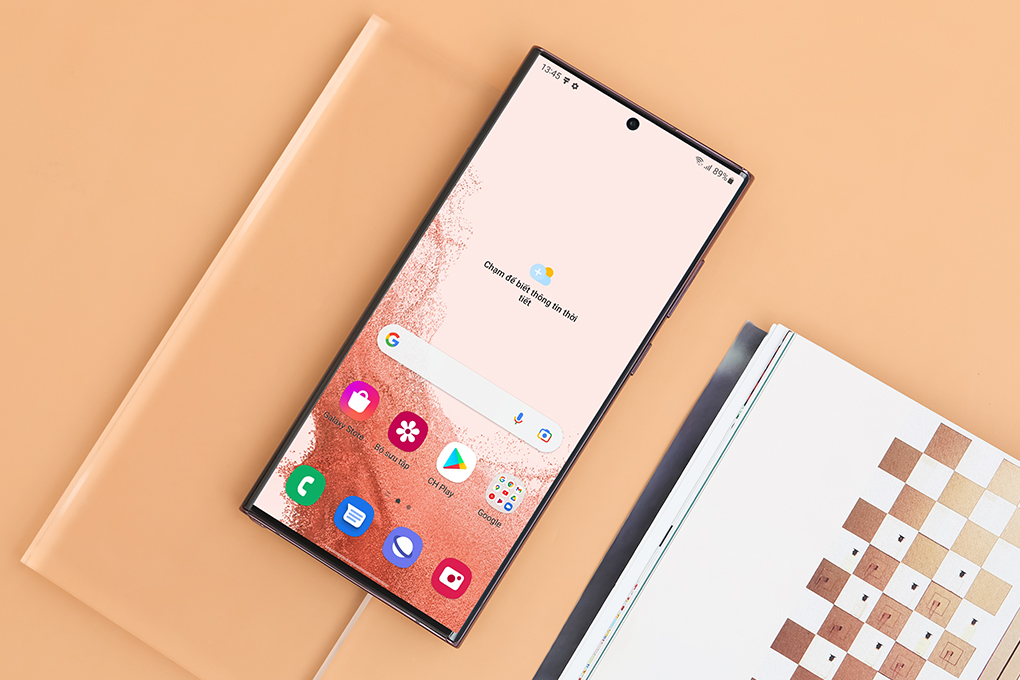 13:45
89%
Chạm để biết thông tin thời
tiết
Galaxy Store
Bộ sưu tập
CH Play
Google